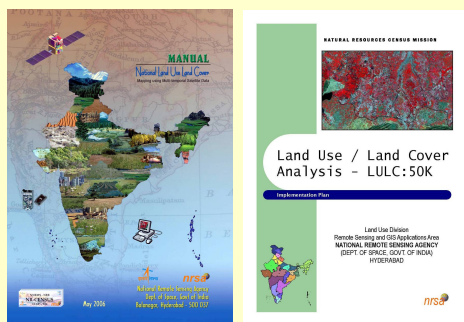 MANUAL
National Land Use Land Cover
Mapping using Multi-temporal Satellite Data
NR-CENSUS
May 2006
nrsa
National Remote Sensing Agency
Dept. of Space, Govt. of India
Balanagar, Hyderabad - 500 037
NATURAL RESOURCES CENSUS MISSION
Land Use / Land Cover
Analysis - LULC:50K
Implementation Plan
Land Use Division
Remote Sensing and GIS Applications Area
NATIONAL REMOTE SENSING AGENCY
(DEPT. OF SPACE, GOVT. OF INDIA)
HYDERABAD
nrsa